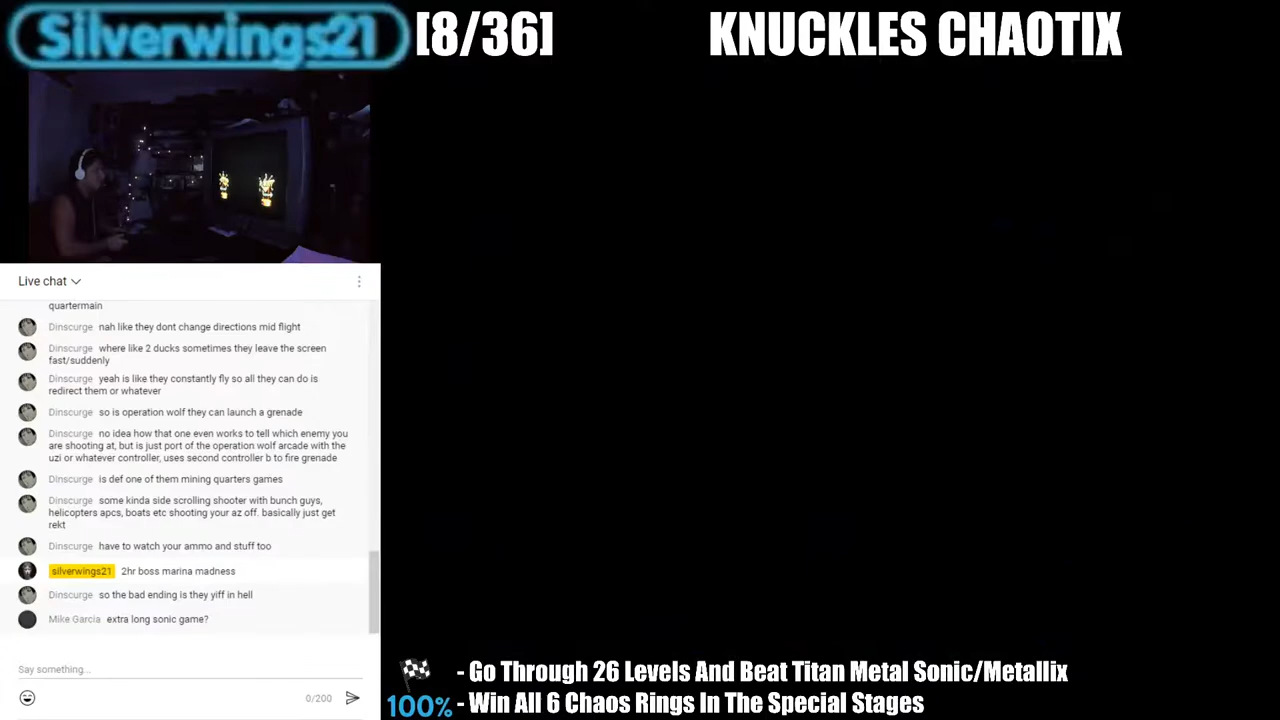 Silverwings21
[8/36]
KNUCKLES CHAOTIX
Live chat
quartermain
Dinscurge nah like they dont change directions mid flight
Dinscurge where like 2 ducks sometimes they leave the screen
fast/suddenly
Dinscurge yeah is like they constantly fly so all they can do is
redirect them or whatever
Dinscurge so is operation wolf they can launch a grenade
Dinscurge no idea how that one even works to tell which enemy you
are shooting at, but is just port of the operation wolf arcade with the
uzi or whatever controller, uses second controller b to fire grenade
Dinscurge is def one of them mining quarters games
Dinscurge some kinda side scrolling shooter with bunch guys,
helicopters apcs, boats etc shooting your az off. basically just get
rekt
Dinscurge have to watch your ammo and stuff too
silverwings21 2hr boss marina madness
Dinscurge so the bad ending is they yiff in hell
Mike Garcia extra long sonic game?
Say something...
0/200
- Go Through 26 Levels And Beat Titan Metal Sonic/Metallix
100% - Win All 6 Chaos Rings In The Special Stages